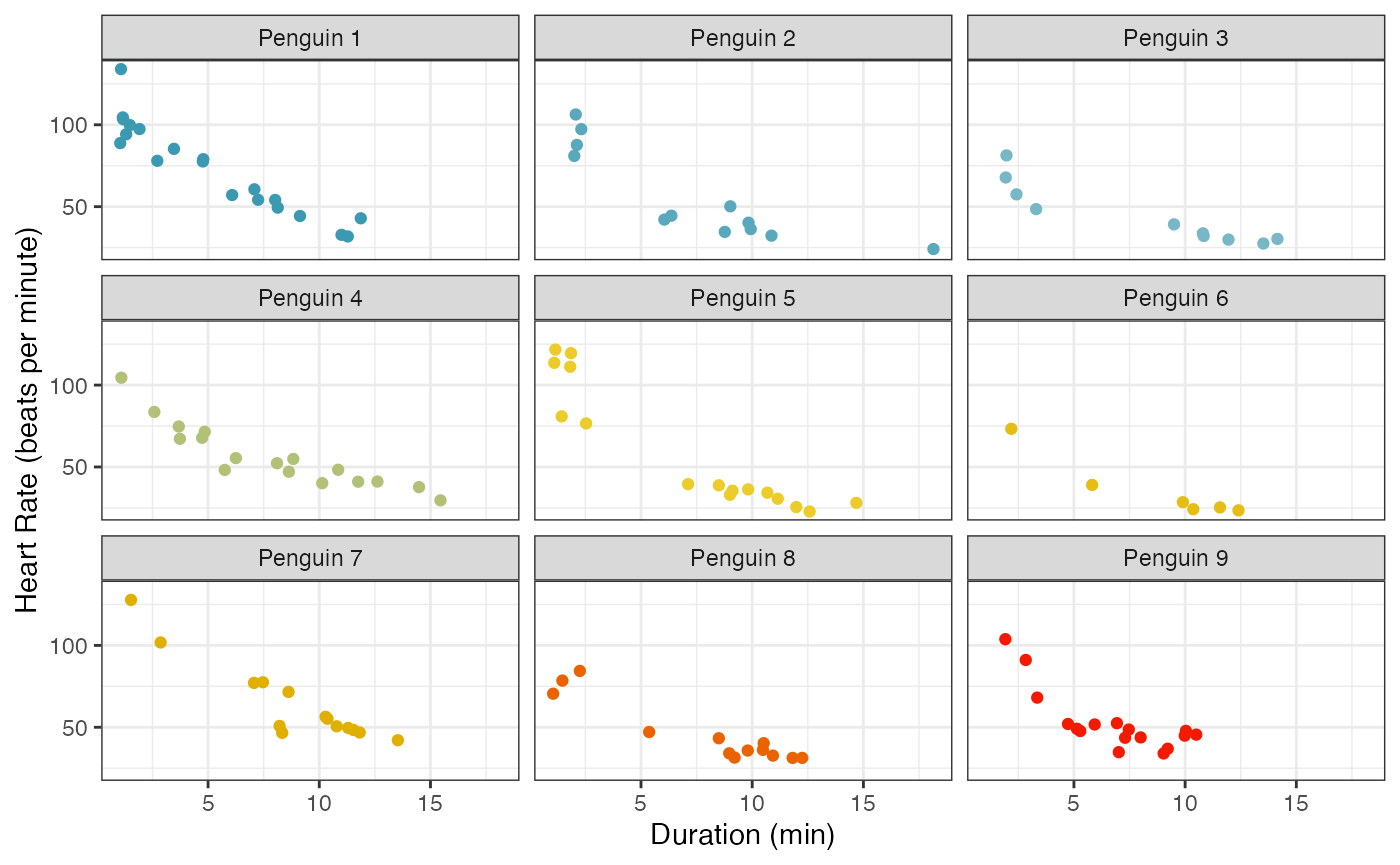 Penguin 1
Penguin 2
Penguin 3
100
50
Penguin 4
Penguin 5
Penguin 6
100
50
Penguin 7
Penguin 8
Penguin 9
100
50
5
10
15
5
10
15
5
10
15
Duration (min)
Heart Rate (beats per minute)